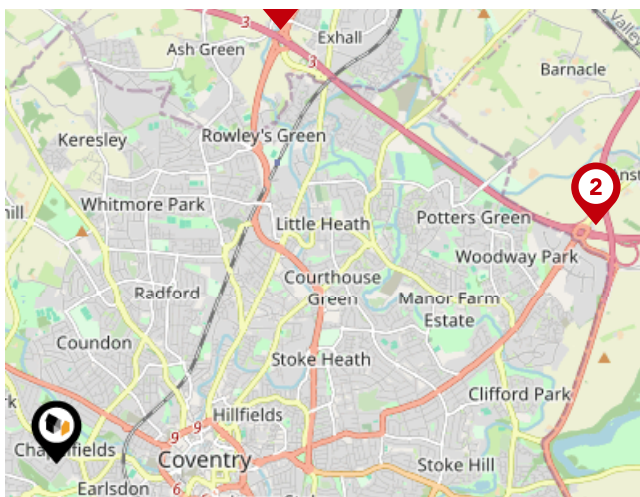 3
Exhall
Ash Green
3
Barnacle
Keresley
Rowley's Green
2
Whitmore Park
Potters Green
Little Heath
Woodway Park
Courthouse
Green
Radford
Manor Farm
Estate
Coundon
Stoke Heath
Clifford Park
Hillfields
9
9
Coventry
Stoke Hill
Earlsdon
6